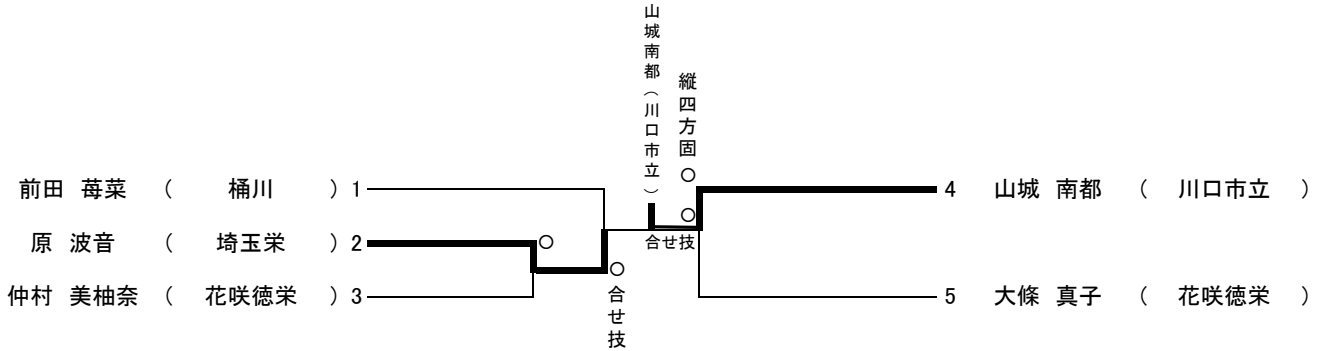 山城南都（川口市立）
縦四方固
○
前田 苺菜 （ 桶川 ） 1
4 山城 南都 （ 川口市立 ）
○
原 波音 （ 埼玉栄 ） 2
○
合せ技
○
仲村 美柚奈 （ 花咲徳栄 ） 3
5 大條 真子 （ 花咲徳栄 ）
合せ技